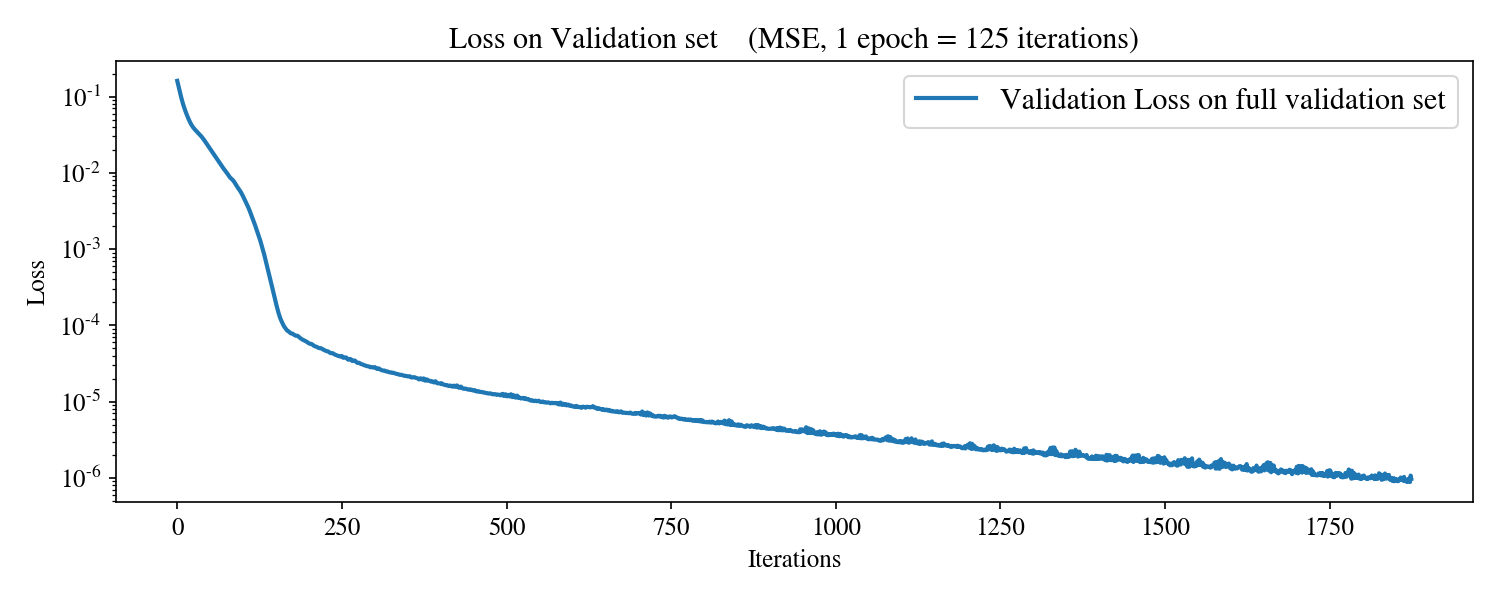 Loss on Validation set (MSE, 1 epoch = 125 iterations)
Validation Loss on full validation set
Loss
10⁻¹
10⁻²
10⁻³
10⁻⁴
10⁻⁵
10⁻⁶
0 250 500 750 1000 1250 1500 1750
Iterations